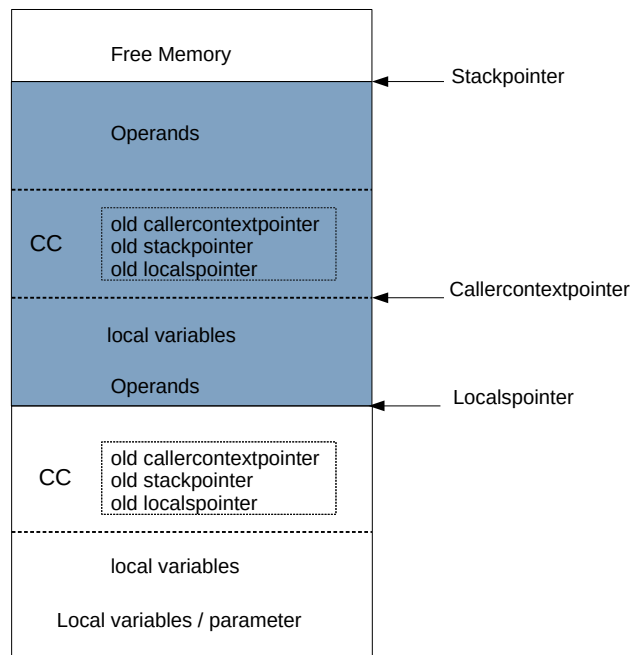 Free Memory
Stackpointer
Operands
CC
old callercontextpointer
old stackpointer
old localspointer
Callercontextpointer
local variables
Operands
Localspointer
CC
old callercontextpointer
old stackpointer
old localspointer
local variables
Local variables / parameter